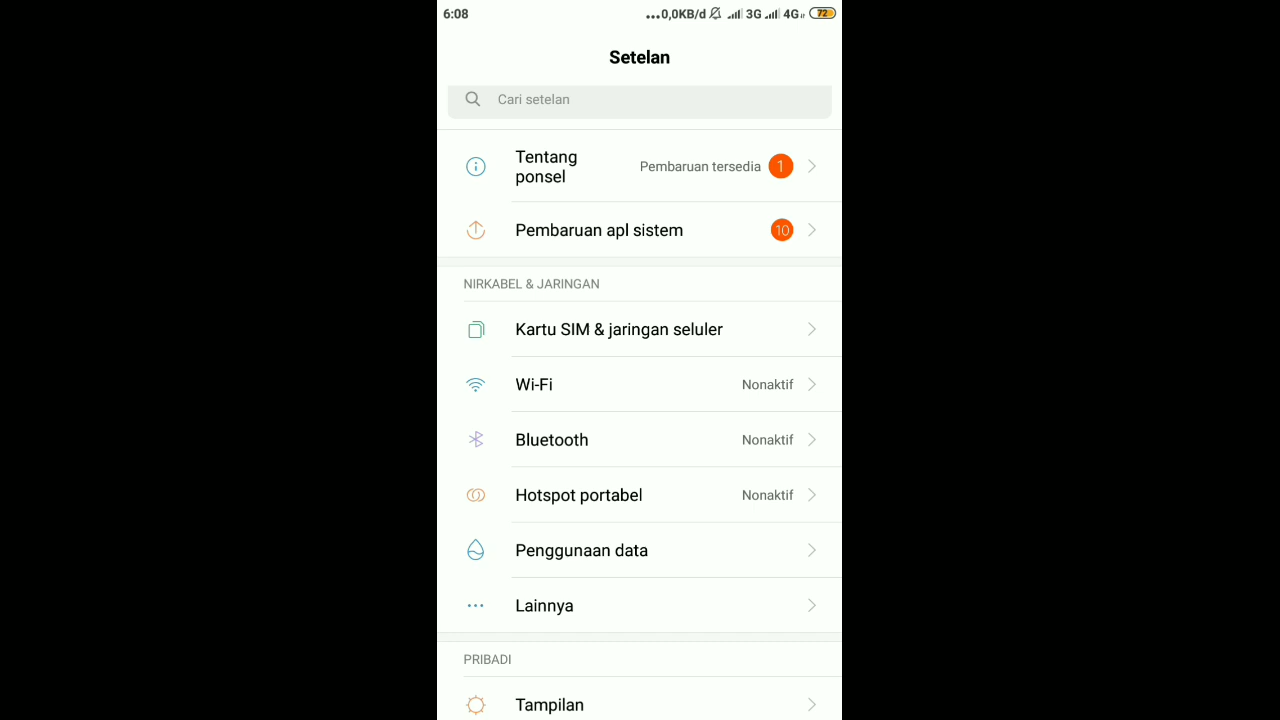 6:08 ...0,0KB/d 3G 4G 72
Setelan
Cari setelan
Tentang ponsel Pembaruan tersedia 1
Pembaruan apl sistem 10
NIRKABEL & JARINGAN
Kartu SIM & jaringan seluler
Wi-Fi Nonaktif
Bluetooth Nonaktif
Hotspot portabel Nonaktif
Penggunaan data
Lainnya
PRIBADI
Tampilan